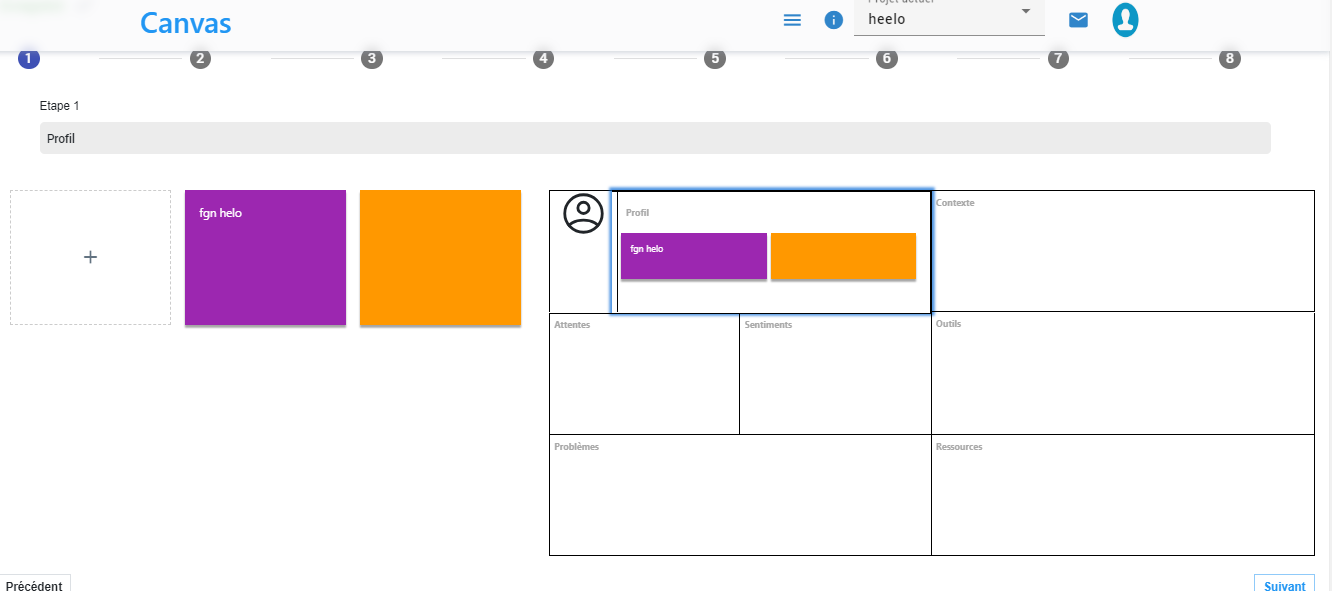 Canvas
Projet actuel
heelo
1 2 3 4 5 6 7 8
Etape 1
Profil
+
fgn helo
Profil
fgn helo
Contexte
Attentes
Sentiments
Outils
Problèmes
Ressources
Précédent
Suivant